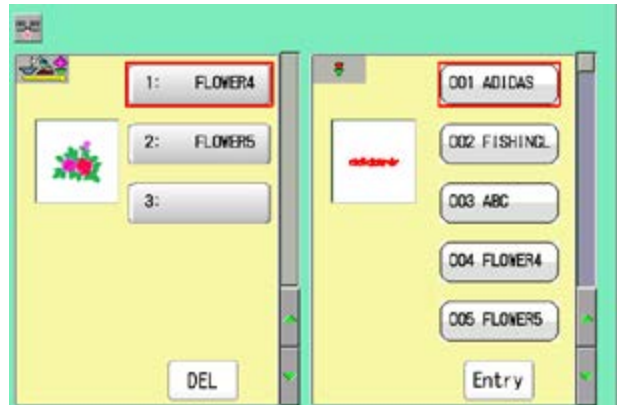 1: FLOWER4
2: FLOWER5
3:
DEL
001 ADIDAS
002 FISHINGL
003 ABC
004 FLOWER4
005 FLOWER5
Entry